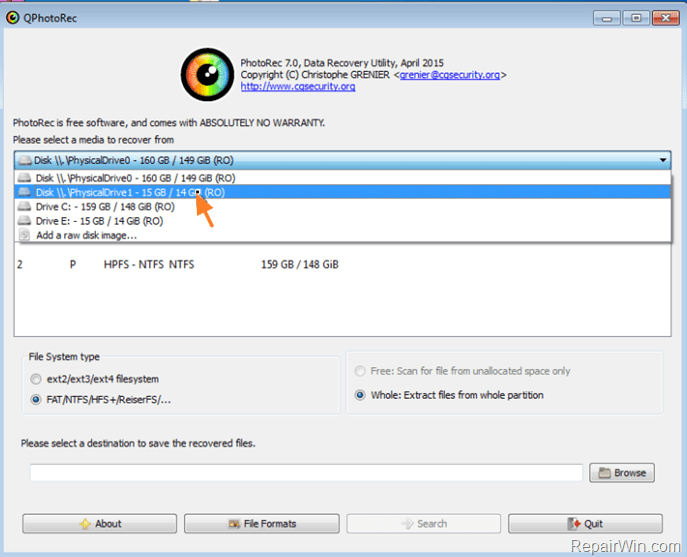 QPhotoRec
PhotoRec 7.0, Data Recovery Utility, April 2015
Copyright (C) Christophe GRENIER <grenier@cgsecurity.org>
http://www.cgsecurity.org
PhotoRec is free software, and comes with ABSOLUTELY NO WARRANTY.
Please select a media to recover from
Disk \\.\PhysicalDrive0 - 160 GB / 149 GiB (RO)
Disk \\.\PhysicalDrive0 - 160 GB / 149 GiB (RO)
Disk \\.\PhysicalDrive1 - 15 GB / 14 GiB (RO)
Drive C: - 159 GB / 148 GiB (RO)
Drive E: - 15 GB / 14 GiB (RO)
Add a raw disk image...
2 P HPFS - NTFS NTFS 159 GB / 148 GiB
File System type
ext2/ext3/ext4 filesystem
FAT/NTFS/HFS+/ReiserFS/...
Free: Scan for file from unallocated space only
Whole: Extract files from whole partition
Please select a destination to save the recovered files.
Browse
About File Formats Search Quit
RepairWin.com